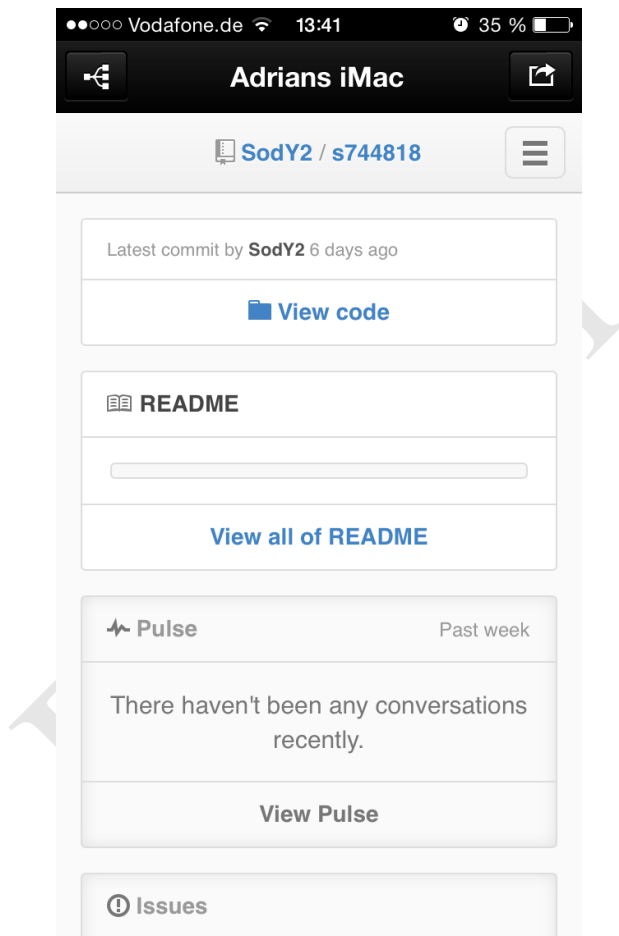 Vodafone.de 13:41 35 %
Adrians iMac
SodY2 / s744818
Latest commit by SodY2 6 days ago
View code
README
View all of README
Pulse Past week
There haven't been any conversations
recently.
View Pulse
Issues